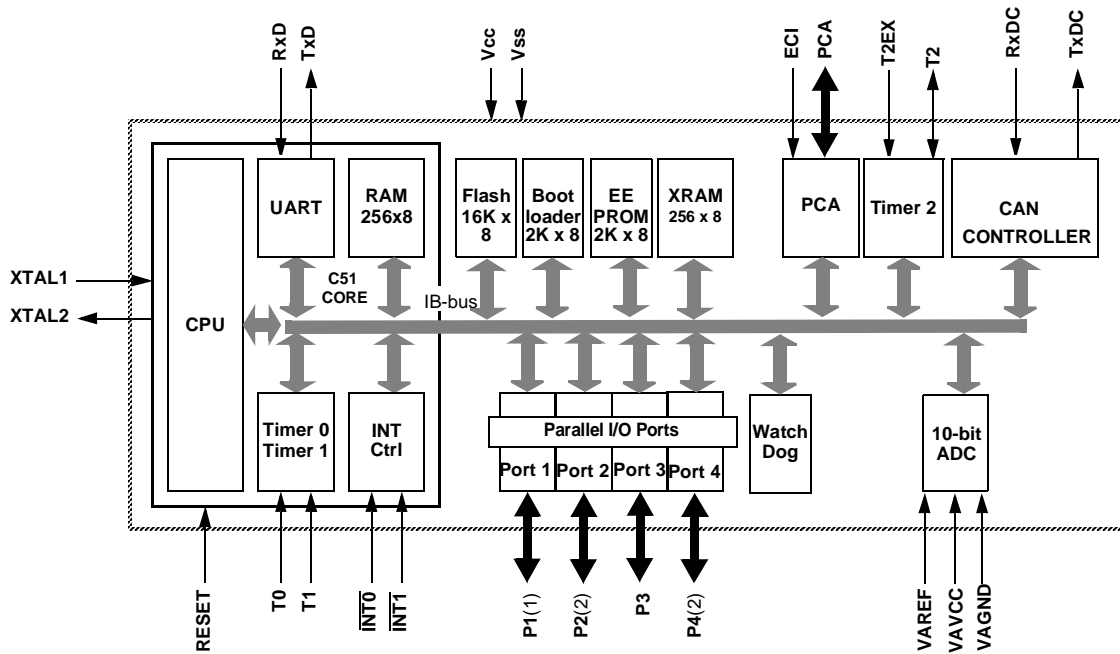 RxD
TxD
Vcc
Vss
ECI
PCA
T2EX
T2
RxDC
TxDC
UART
RAM
256x8
Flash
16K x
8
Boot
loader
2K x 8
EE
PROM
2K x 8
XRAM
256 x 8
PCA
Timer 2
CAN
CONTROLLER
XTAL1
XTAL2
C51
CORE
IB-bus
CPU
Timer 0
Timer 1
INT
Ctrl
Parallel I/O Ports
Port 1
Port 2
Port 3
Port 4
Watch
Dog
10-bit
ADC
RESET
T0
T1
INT0
INT1
P1(1)
P2(2)
P3
P4(2)
VAREF
VAVCC
VAGND